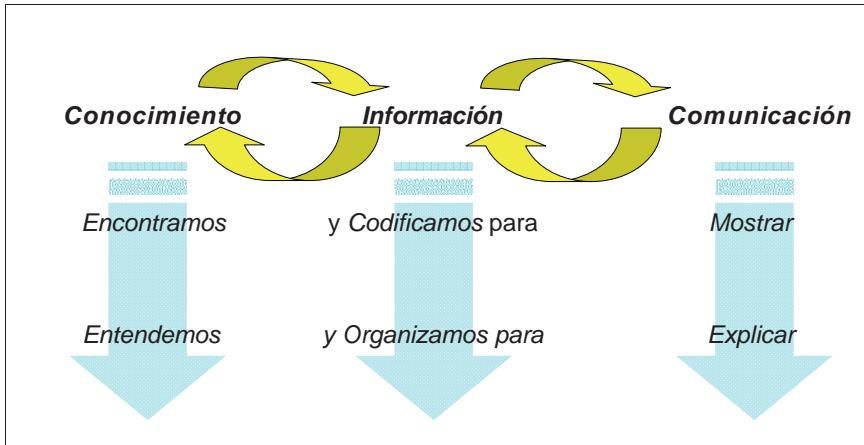 Conocimiento Información Comunicación
Encontramos y Codificamos para Mostrar
Entendemos y Organizamos para Explicar